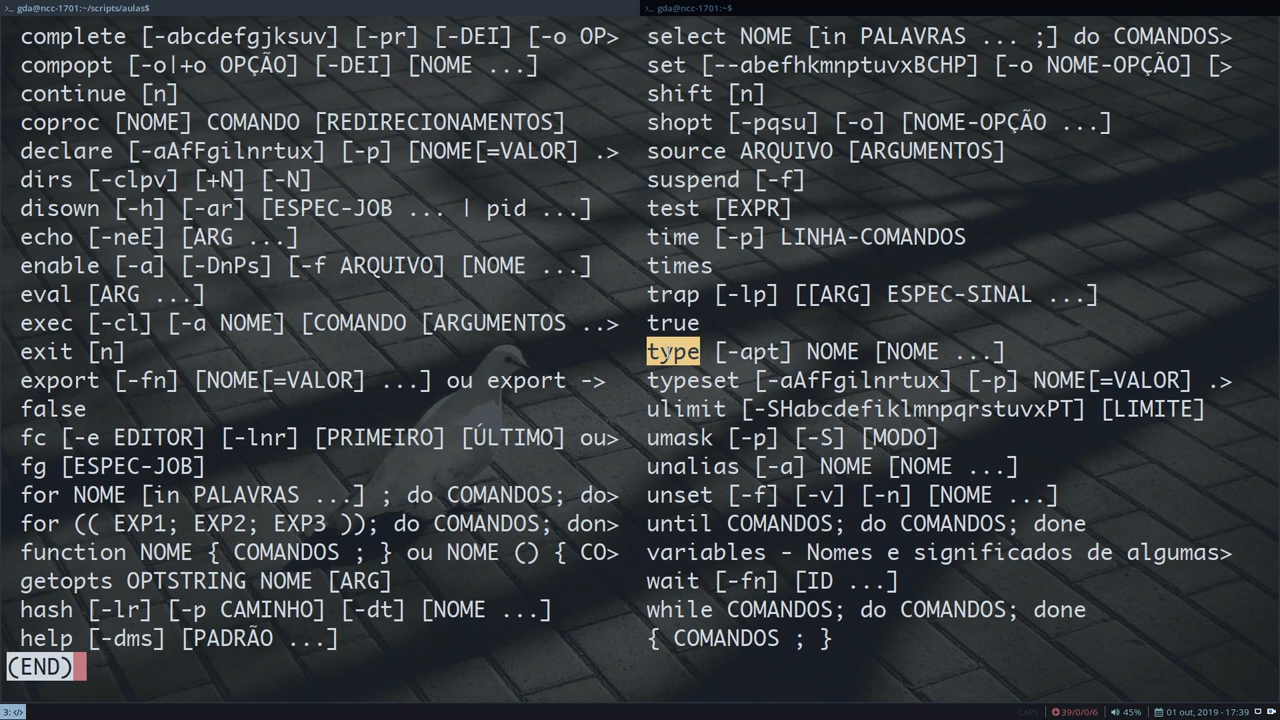 gda@ncc-1701:~/scripts/aulas$
gda@ncc-1701:~$
complete [-abcdefgjksuv] [-pr] [-DEI] [-o OP>
compopt [-o|+o OPÇÃO] [-DEI] [NOME ...]
continue [n]
coproc [NOME] COMANDO [REDIRECIONAMENTOS]
declare [-aAfFgilnrtux] [-p] [NOME[=VALOR] .>
dirs [-clpv] [+N] [-N]
disown [-h] [-ar] [ESPEC-JOB ... | pid ...]
echo [-neE] [ARG ...]
enable [-a] [-DnPs] [-f ARQUIVO] [NOME ...]
eval [ARG ...]
exec [-cl] [-a NOME] [COMANDO [ARGUMENTOS ..>
exit [n]
export [-fn] [NOME[=VALOR] ...] ou export ->
false
fc [-e EDITOR] [-lnr] [PRIMEIRO] [ÚLTIMO] ou>
fg [ESPEC-JOB]
for NOME [in PALAVRAS ...] ; do COMANDOS; do>
for (( EXP1; EXP2; EXP3 )); do COMANDOS; don>
function NOME { COMANDOS ; } ou NOME () { CO>
getopts OPTSTRING NOME [ARG]
hash [-lr] [-p CAMINHO] [-dt] [NOME ...]
help [-dms] [PADRÃO ...]
(END)
select NOME [in PALAVRAS ... ;] do COMANDOS>
set [--abefhkmnptuvxBCHP] [-o NOME-OPÇÃO] [>
shift [n]
shopt [-pqsu] [-o] [NOME-OPÇÃO ...]
source ARQUIVO [ARGUMENTOS]
suspend [-f]
test [EXPR]
time [-p] LINHA-COMANDOS
times
trap [-lp] [[ARG] ESPEC-SINAL ...]
true
type [-apt] NOME [NOME ...]
typeset [-aAfFgilnrtux] [-p] NOME[=VALOR] .>
ulimit [-SHabcdefiklmnpqrstuvxPT] [LIMITE]
umask [-p] [-S] [MODO]
unalias [-a] NOME [NOME ...]
unset [-f] [-v] [-n] [NOME ...]
until COMANDOS; do COMANDOS; done
variables - Nomes e significados de algumas>
wait [-fn] [ID ...]
while COMANDOS; do COMANDOS; done
{ COMANDOS ; }
3: </>
CAPS 39/0/0/6 45% 01 out, 2019 - 17:39